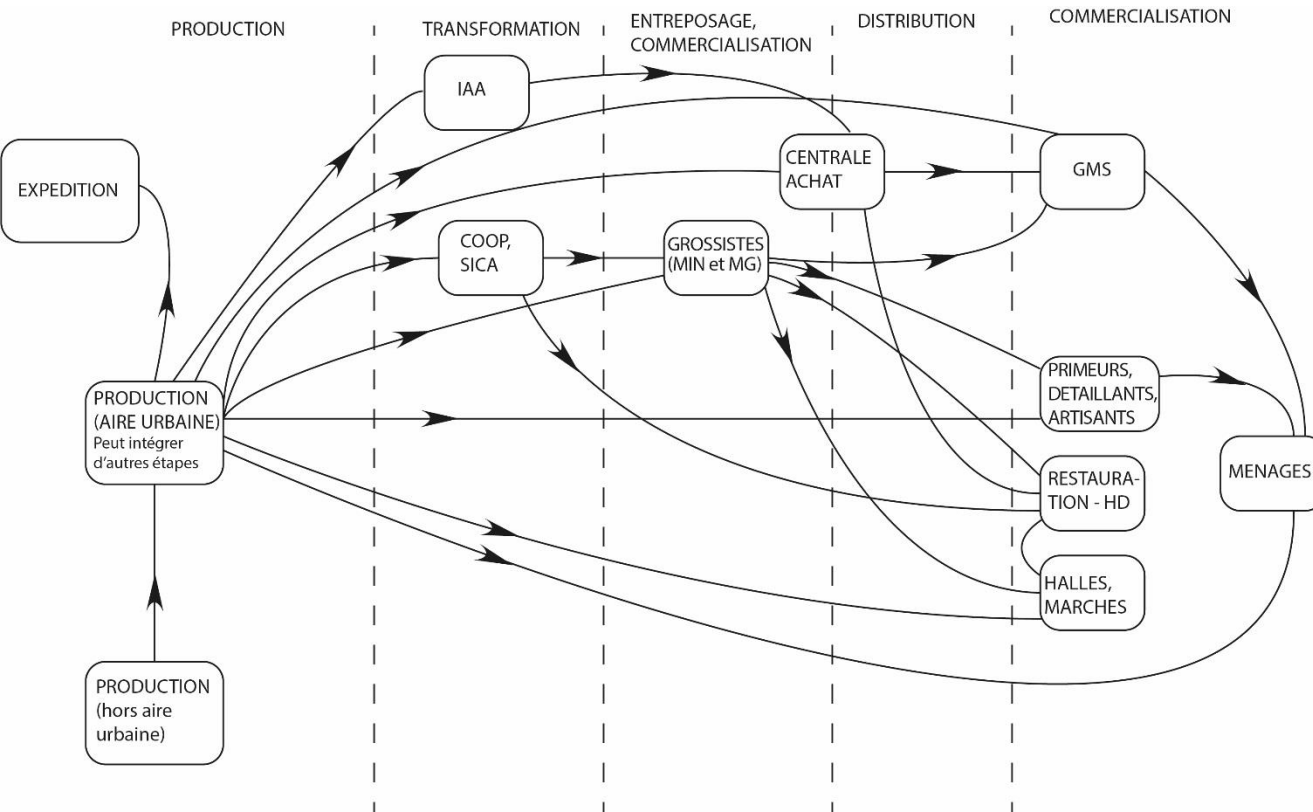 PRODUCTION
TRANSFORMATION
ENTREPOSAGE,
COMMERCIALISATION
DISTRIBUTION
COMMERCIALISATION
IAA
EXPEDITION
CENTRALE
ACHAT
GMS
COOP,
SICA
GROSSISTES
(MIN et MG)
PRODUCTION
(AIRE URBAINE)
Peut intégrer
d'autres étapes
PRIMEURS,
DETAILLANTS,
ARTISANTS
RESTAURA-
TION - HD
MENAGES
HALLES,
MARCHES
PRODUCTION
(hors aire
urbaine)